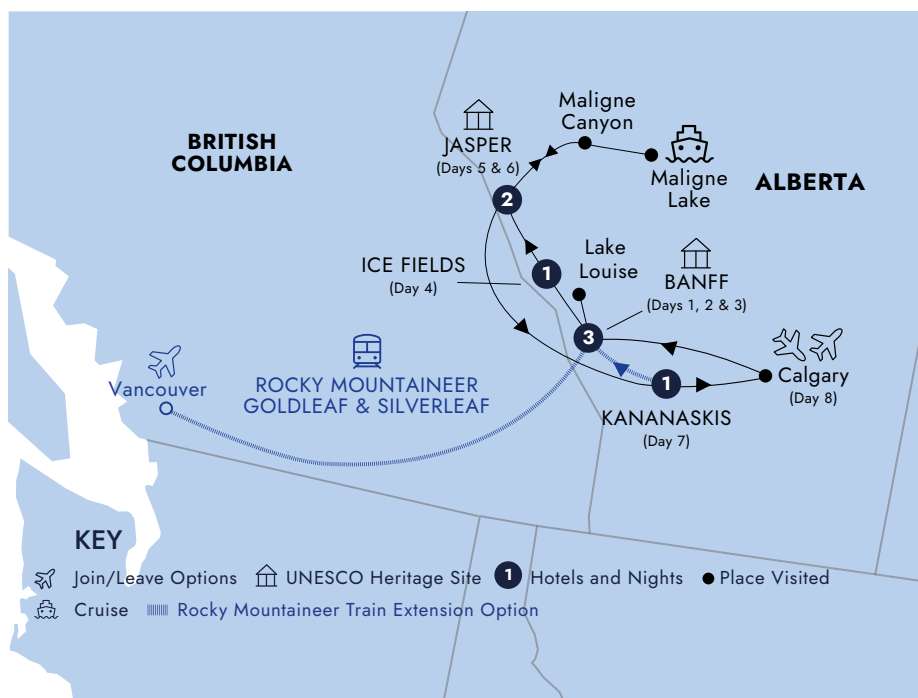 BRITISH
COLUMBIA
JASPER
(Days 5 & 6)
Maligne
Canyon
Maligne
Lake
ALBERTA
2
ICE FIELDS
(Day 4)
1
Lake
Louise
BANFF
(Days 1, 2 & 3)
3
Vancouver
ROCKY MOUNTAINEER
GOLDLEAF & SILVERLEAF
1
KANANASKIS
(Day 7)
Calgary
(Day 8)
KEY
Join/Leave Options
UNESCO Heritage Site
1
Hotels and Nights
Place Visited
Cruise
Rocky Mountaineer Train Extension Option